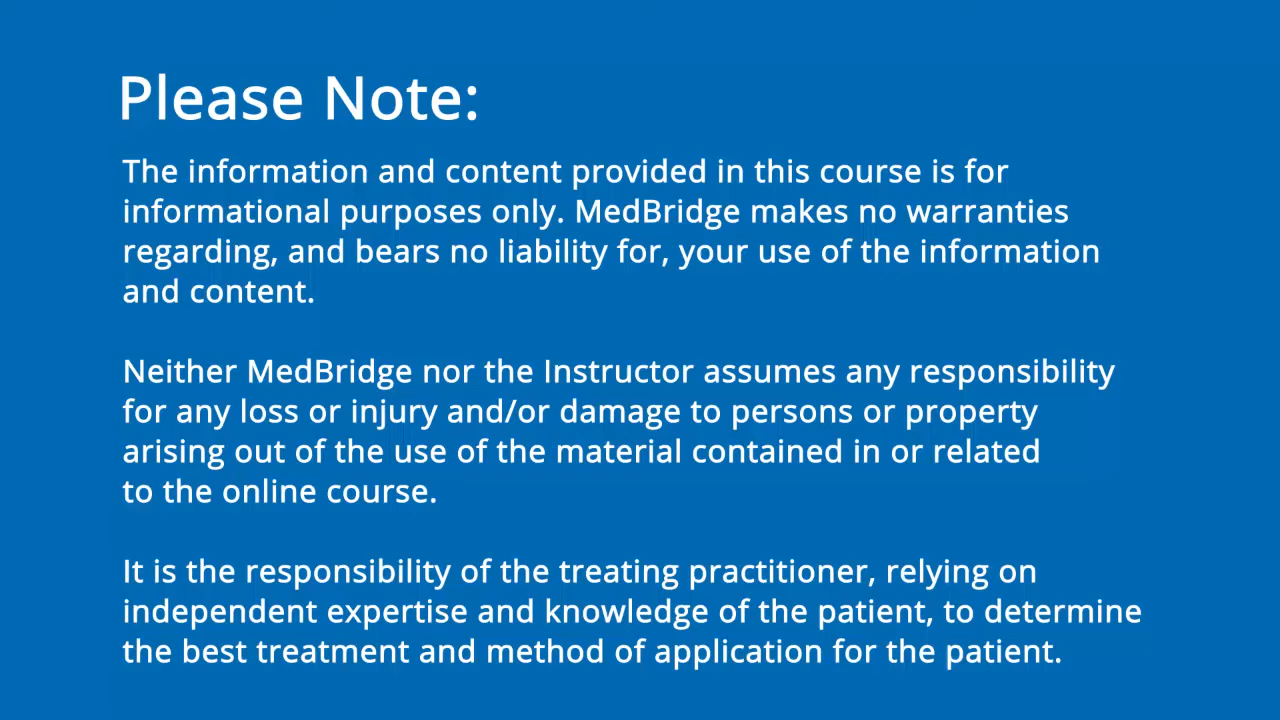 Please Note:
The information and content provided in this course is for
informational purposes only. MedBridge makes no warranties
regarding, and bears no liability for, your use of the information
and content.
Neither MedBridge nor the Instructor assumes any responsibility
for any loss or injury and/or damage to persons or property
arising out of the use of the material contained in or related
to the online course.
It is the responsibility of the treating practitioner, relying on
independent expertise and knowledge of the patient, to determine
the best treatment and method of application for the patient.